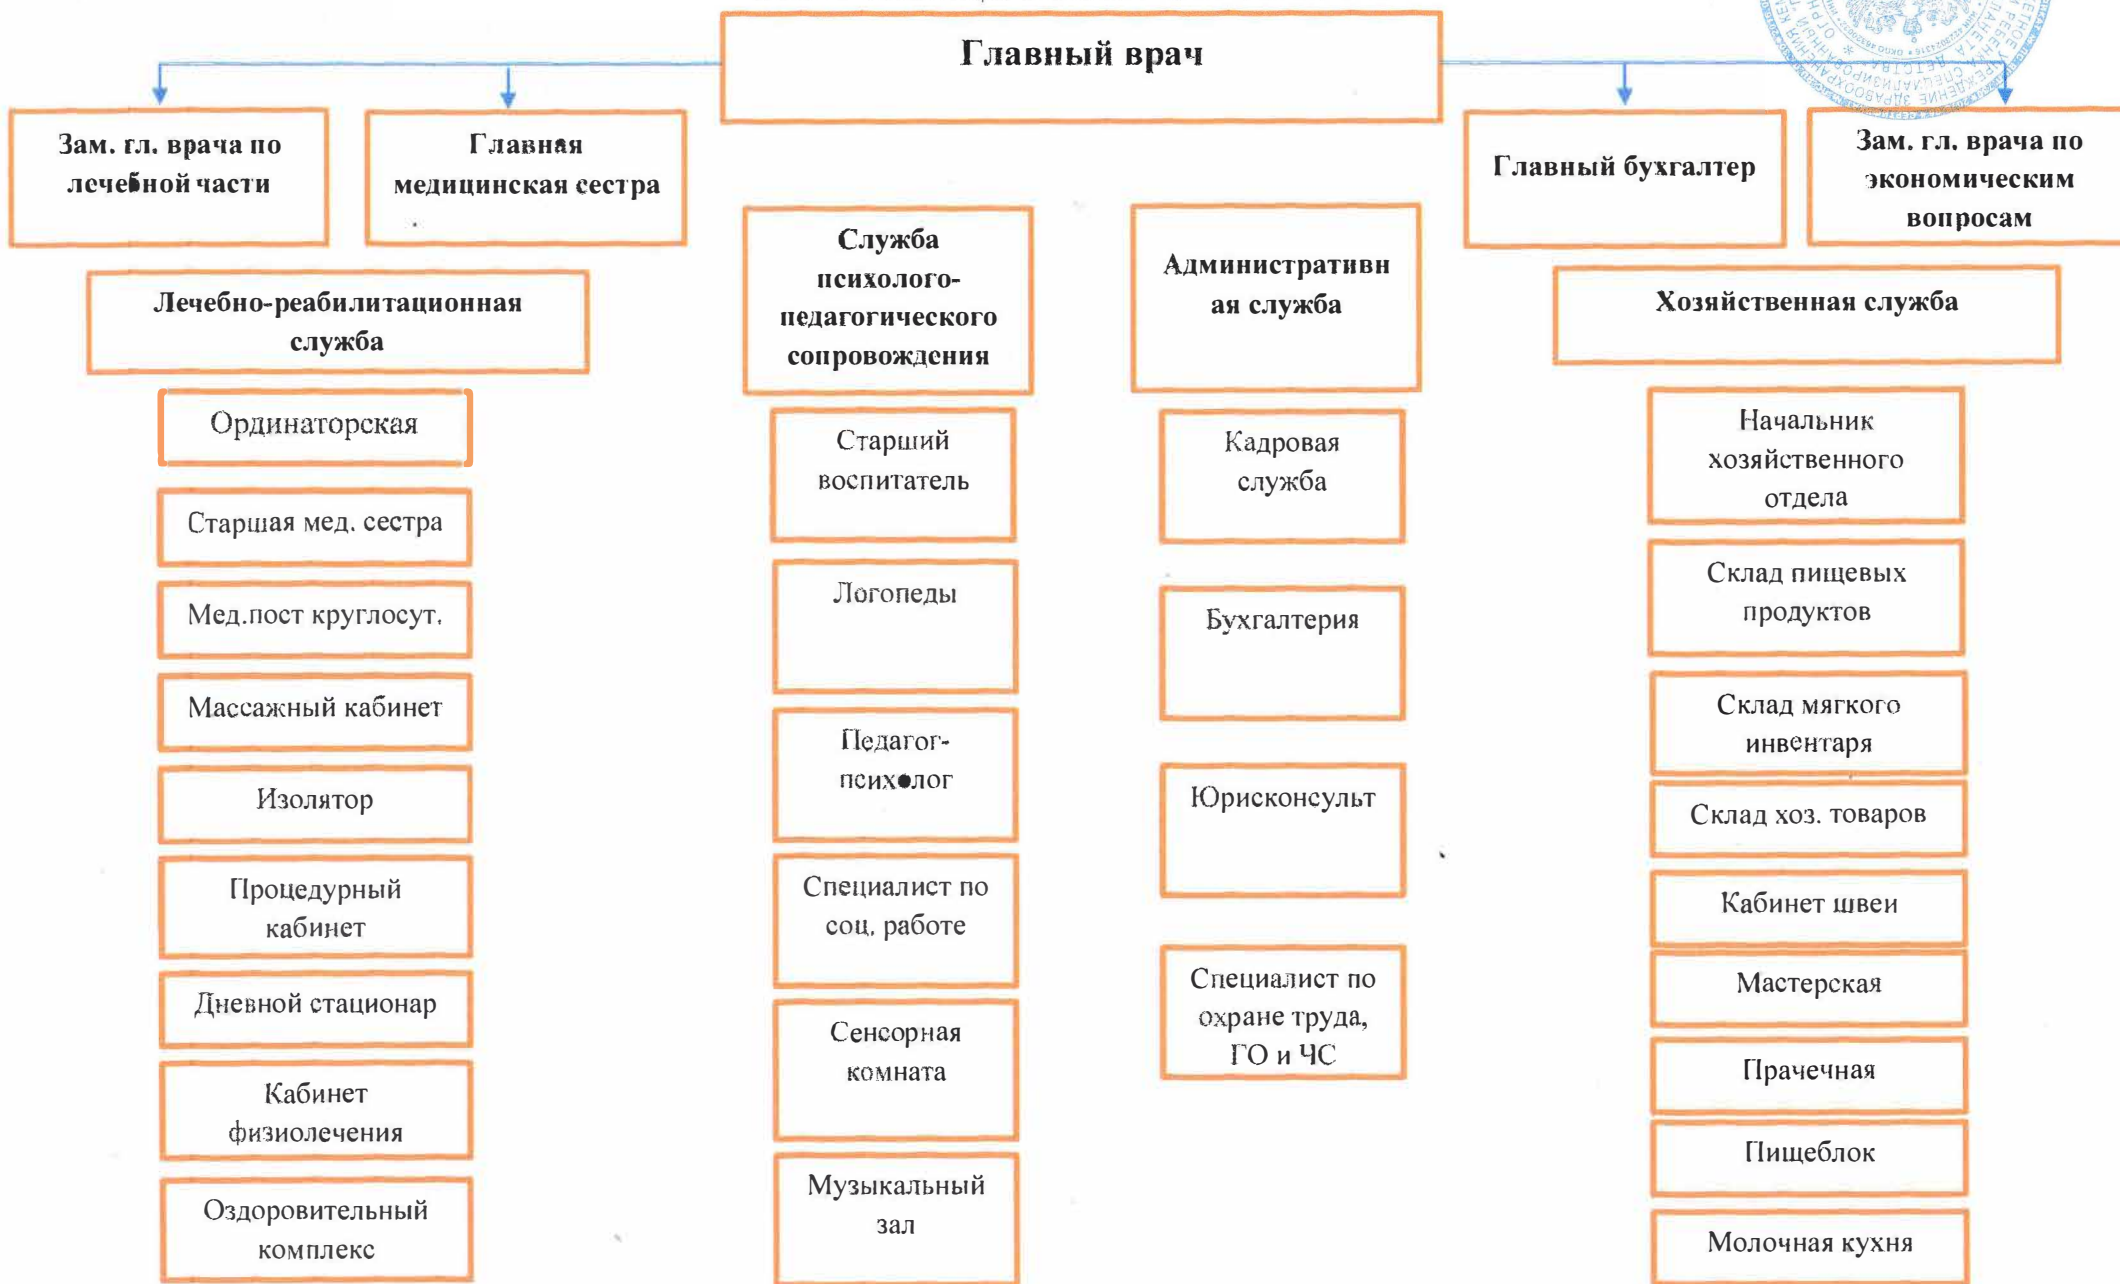 Главный врач
Зам. гл. врача по
лечебной части
Главная
медицинская сестра
Главный бухгалтер
Зам. гл. врача по
экономическим
вопросам
Лечебно-реабилитационная
служба
Ординаторская
Старшая мед. сестра
Мед.пост круглосут.
Массажный кабинет
Изолятор
Процедурный
кабинет
Дневной стационар
Кабинет
физиолечения
Оздоровительный
комплекс
Служба
психолого-
педагогического
сопровождения
Старший
воспитатель
Логопеды
Педагог-
психолог
Специалист по
соц. работе
Сенсорная
комната
Музыкальный
зал
Административн
ая служба
Кадровая
служба
Бухгалтерия
Юрисконсульт
Специалист по
охране труда,
ГО и ЧС
Хозяйственная служба
Начальник
хозяйственного
отдела
Склад пищевых
продуктов
Склад мягкого
инвентаря
Склад хоз. товаров
Кабинет швеи
Мастерская
Прачечная
Пищеблок
Молочная кухня